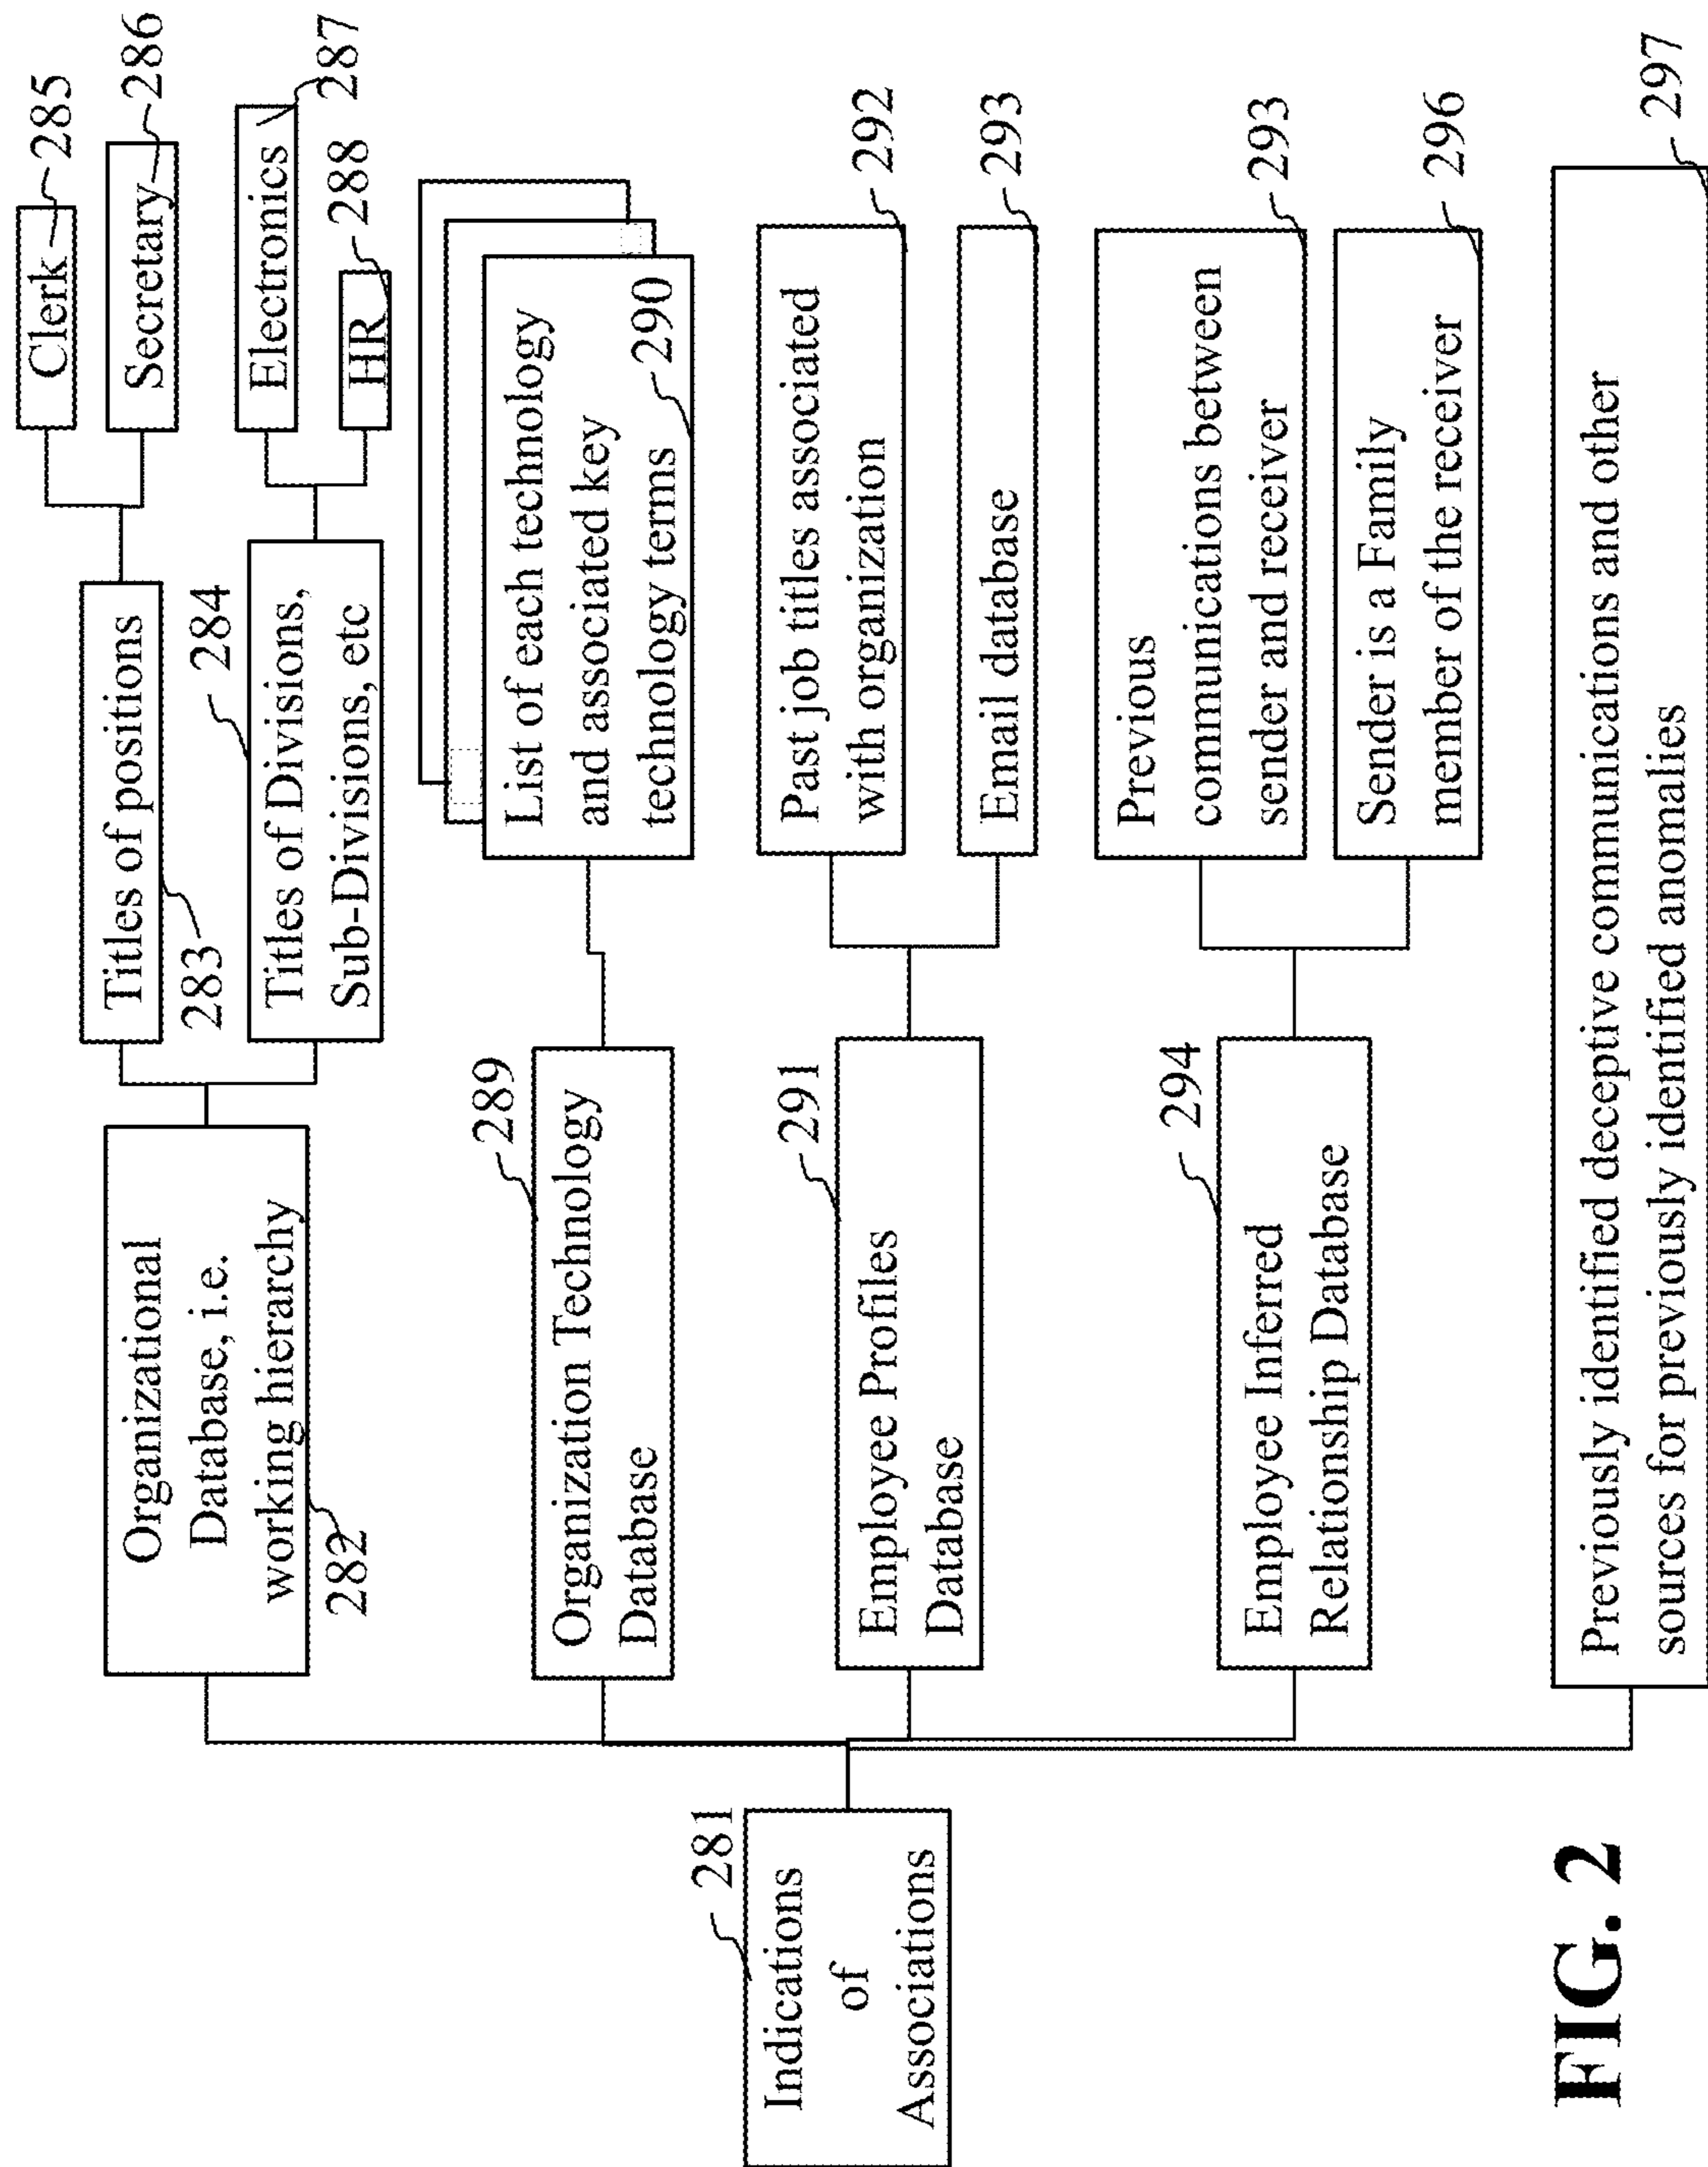 281
Indications
of
Associations
Organizational
Database, i.e.
working hierarchy
282
Titles of positions
283
Clerk
285
Secretary
286
284
Titles of Divisions,
Sub-Divisions, etc
Electronics
287
HR
288
289
Organization Technology
Database
List of each technology
and associated key
technology terms
290
291
Employee Profiles
Database
Past job titles associated
with organization
292
Email database
293
294
Employee Inferred
Relationship Database
Previous
communications between
sender and receiver
293
Sender is a Family
member of the receiver
296
Previously identified deceptive communications and other
sources for previously identified anomalies
297
FIG. 2